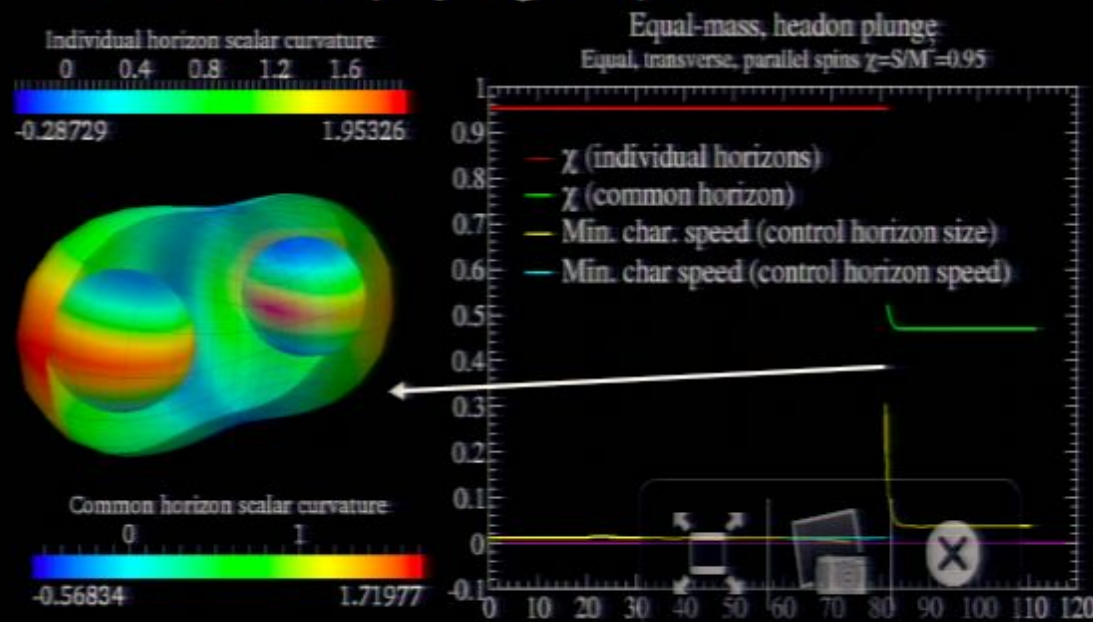 Individual horizon scalar curvature
0 0.4 0.8 1.2 1.6
-0.28729 1.95326
Common horizon scalar curvature
0 1
-0.56834 1.71977
Equal-mass, headon plunge
Equal, transverse, parallel spins χ=S/M²=0.95
1
0.9
0.8
0.7
0.6
0.5
0.4
0.3
0.2
0.1
0
-0.1
χ (individual horizons)
χ (common horizon)
Min. char. speed (control horizon size)
Min. char speed (control horizon speed)
0 10 20 30 40 50 60 70 80 90 100 110 120